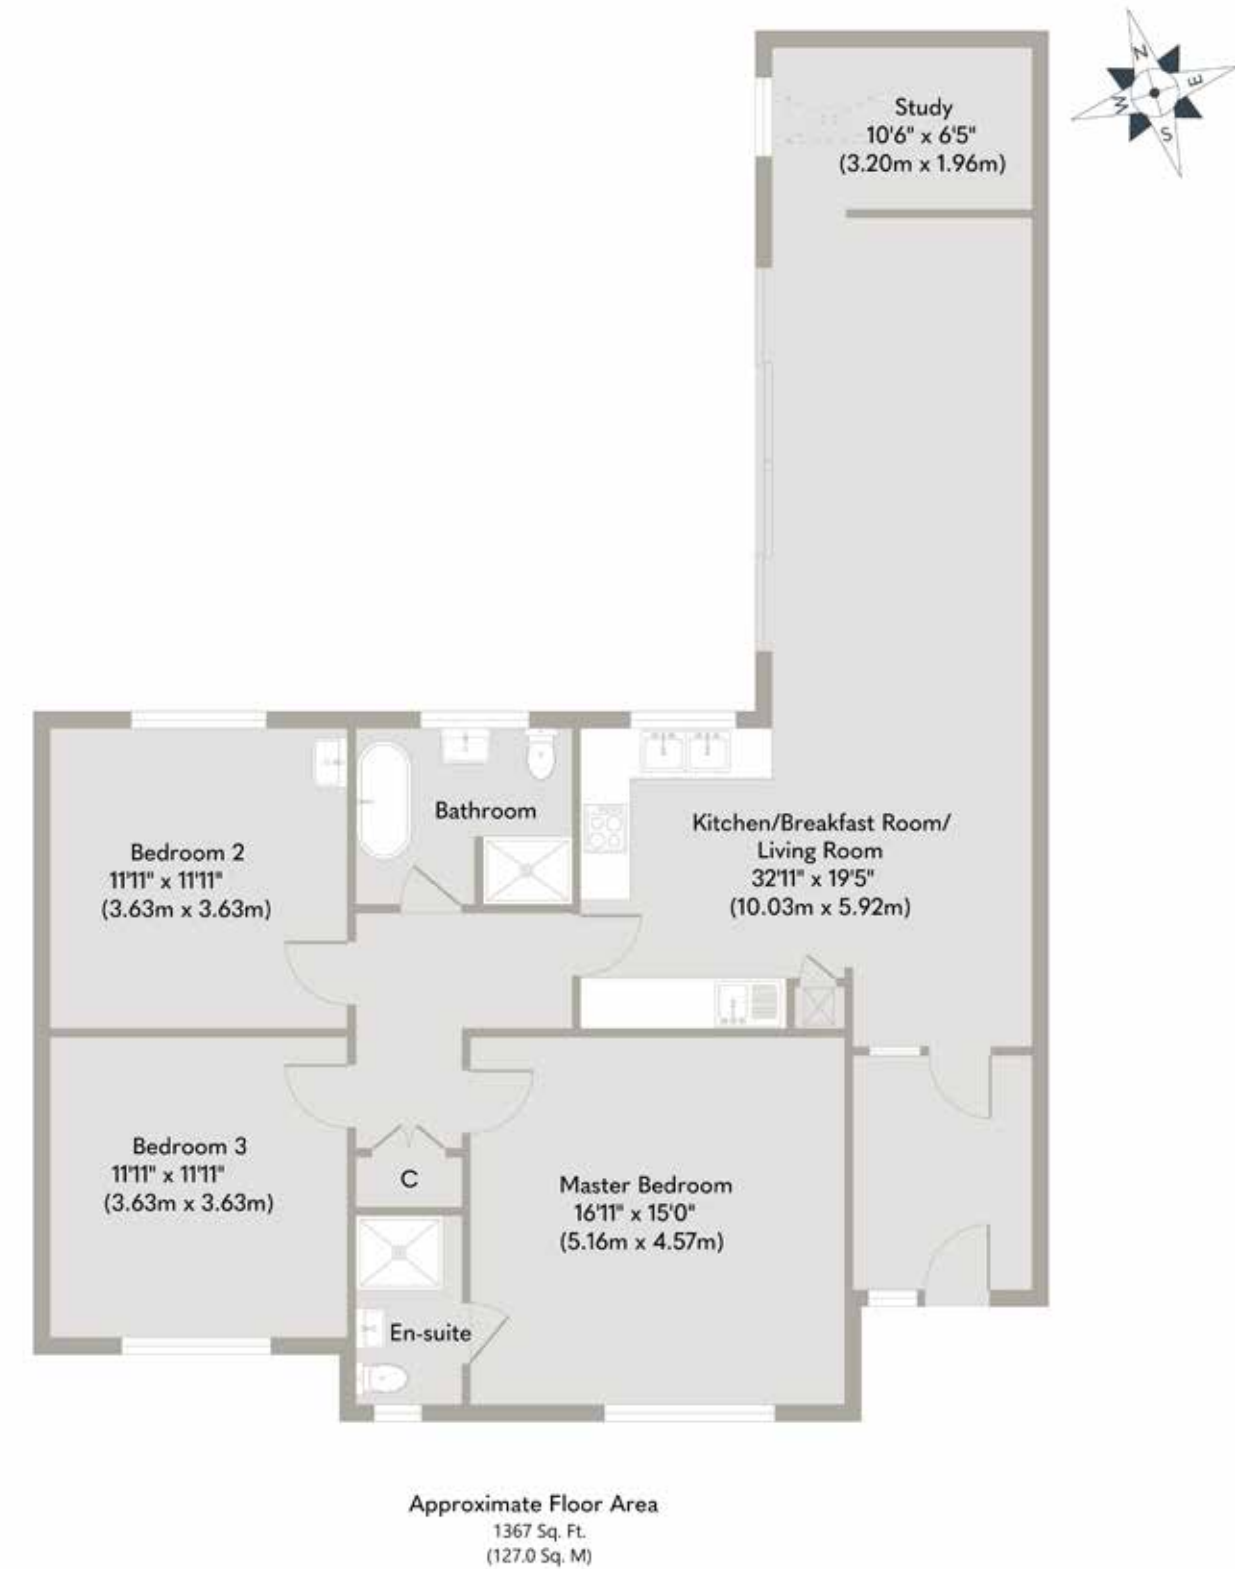 N
E
W
S
Study
10'6" x 6'5"
(3.20m x 1.96m)
Kitchen/Breakfast Room/
Living Room
32'11" x 19'5"
(10.03m x 5.92m)
Bathroom
Bedroom 2
11'11" x 11'11"
(3.63m x 3.63m)
Bedroom 3
11'11" x 11'11"
(3.63m x 3.63m)
C
Master Bedroom
16'11" x 15'0"
(5.16m x 4.57m)
En-suite
Approximate Floor Area
1367 Sq. Ft.
(127.0 Sq. M)